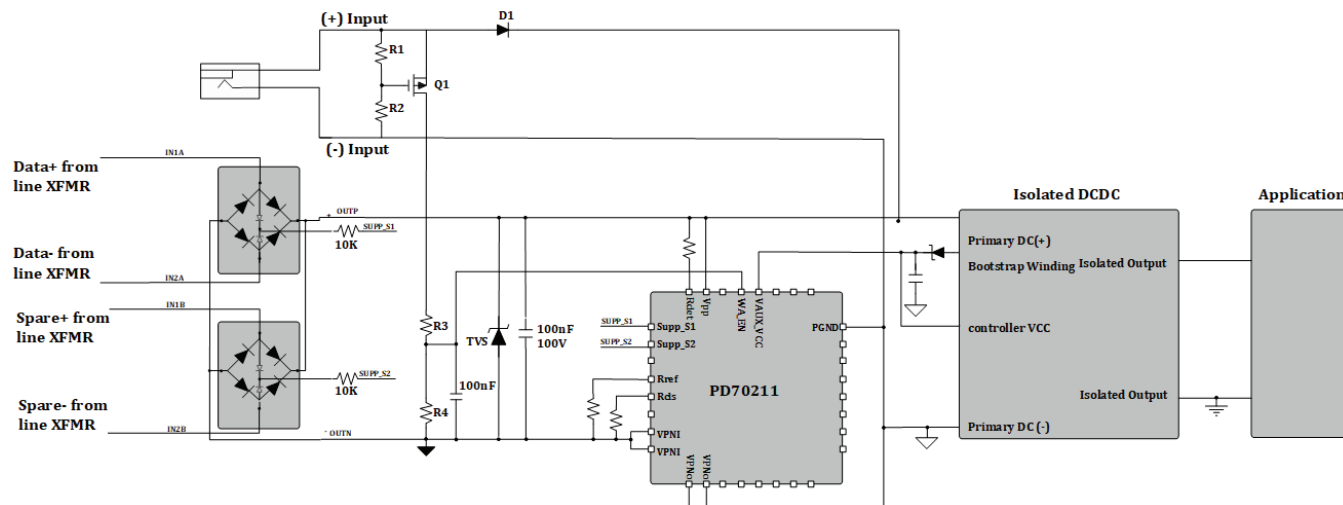 (+) Input
D1
R1
Q1
R2
(-) Input
IN1A
Data+ from
line XFMR
OUTP
+
SUPP_S1
10K
Data- from
line XFMR
IN2A
IN1B
Spare+ from
line XFMR
SUPP_S2
10K
Spare- from
line XFMR
IN2B
- OUTN
R3
100nF
R4
TVS
100nF
100V
Rdet
Vpp
WA_EN
VAUX_VCC
SUPP_S1
Supp_S1
SUPP_S2
Supp_S2
PGND
Rref
Rcls
PD70211
VPNI
VPNI
VPNo
VPNo
Isolated DCDC
Primary DC(+)
Bootstrap Winding
Isolated Output
controller VCC
Isolated Output
Primary DC (-)
Application